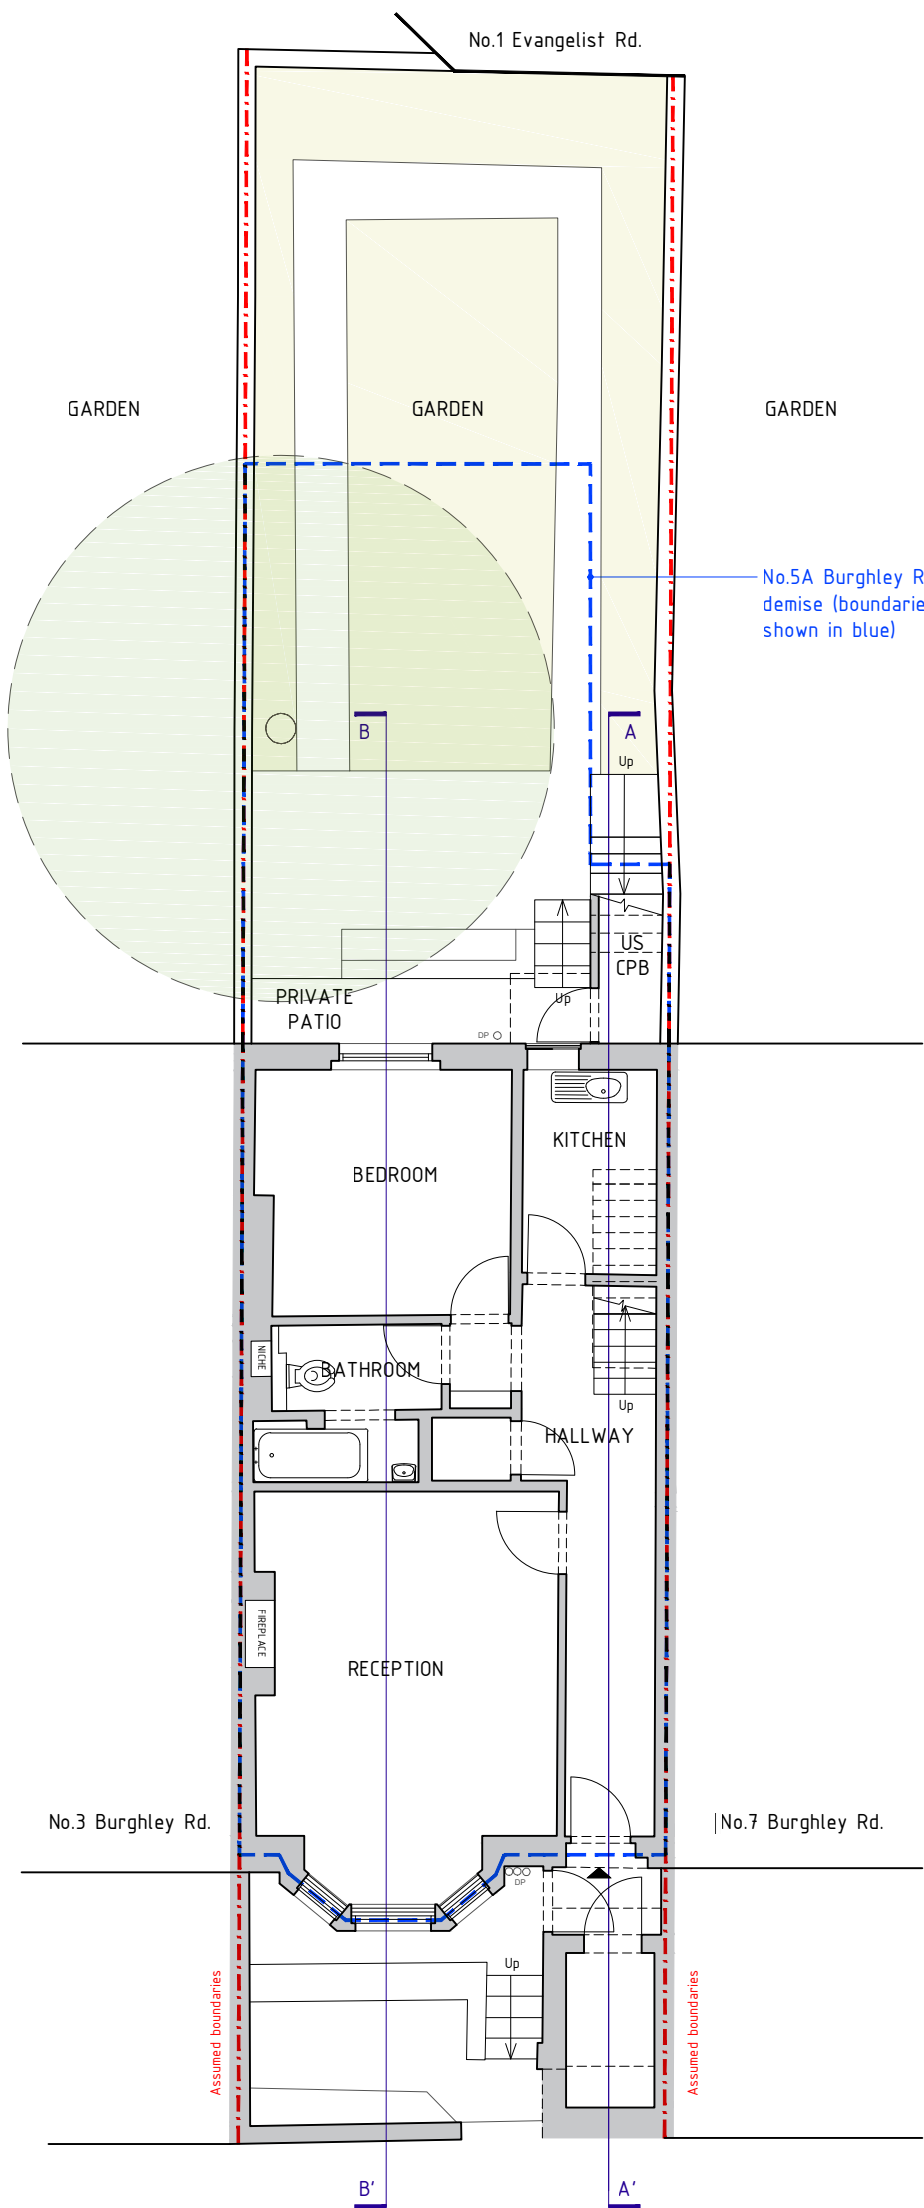 No.1 Evangelist Rd.
GARDEN
GARDEN
GARDEN
No.5A Burghley R
demise (boundarie
shown in blue)
B
A
Up
US
CPB
Up
PRIVATE
PATIO
DP
KITCHEN
BEDROOM
NICHE
BATHROOM
Up
HALLWAY
FIREPLACE
RECEPTION
No.3 Burghley Rd.
No.7 Burghley Rd.
DP
Up
Assumed boundaries
Assumed boundaries
B'
A'